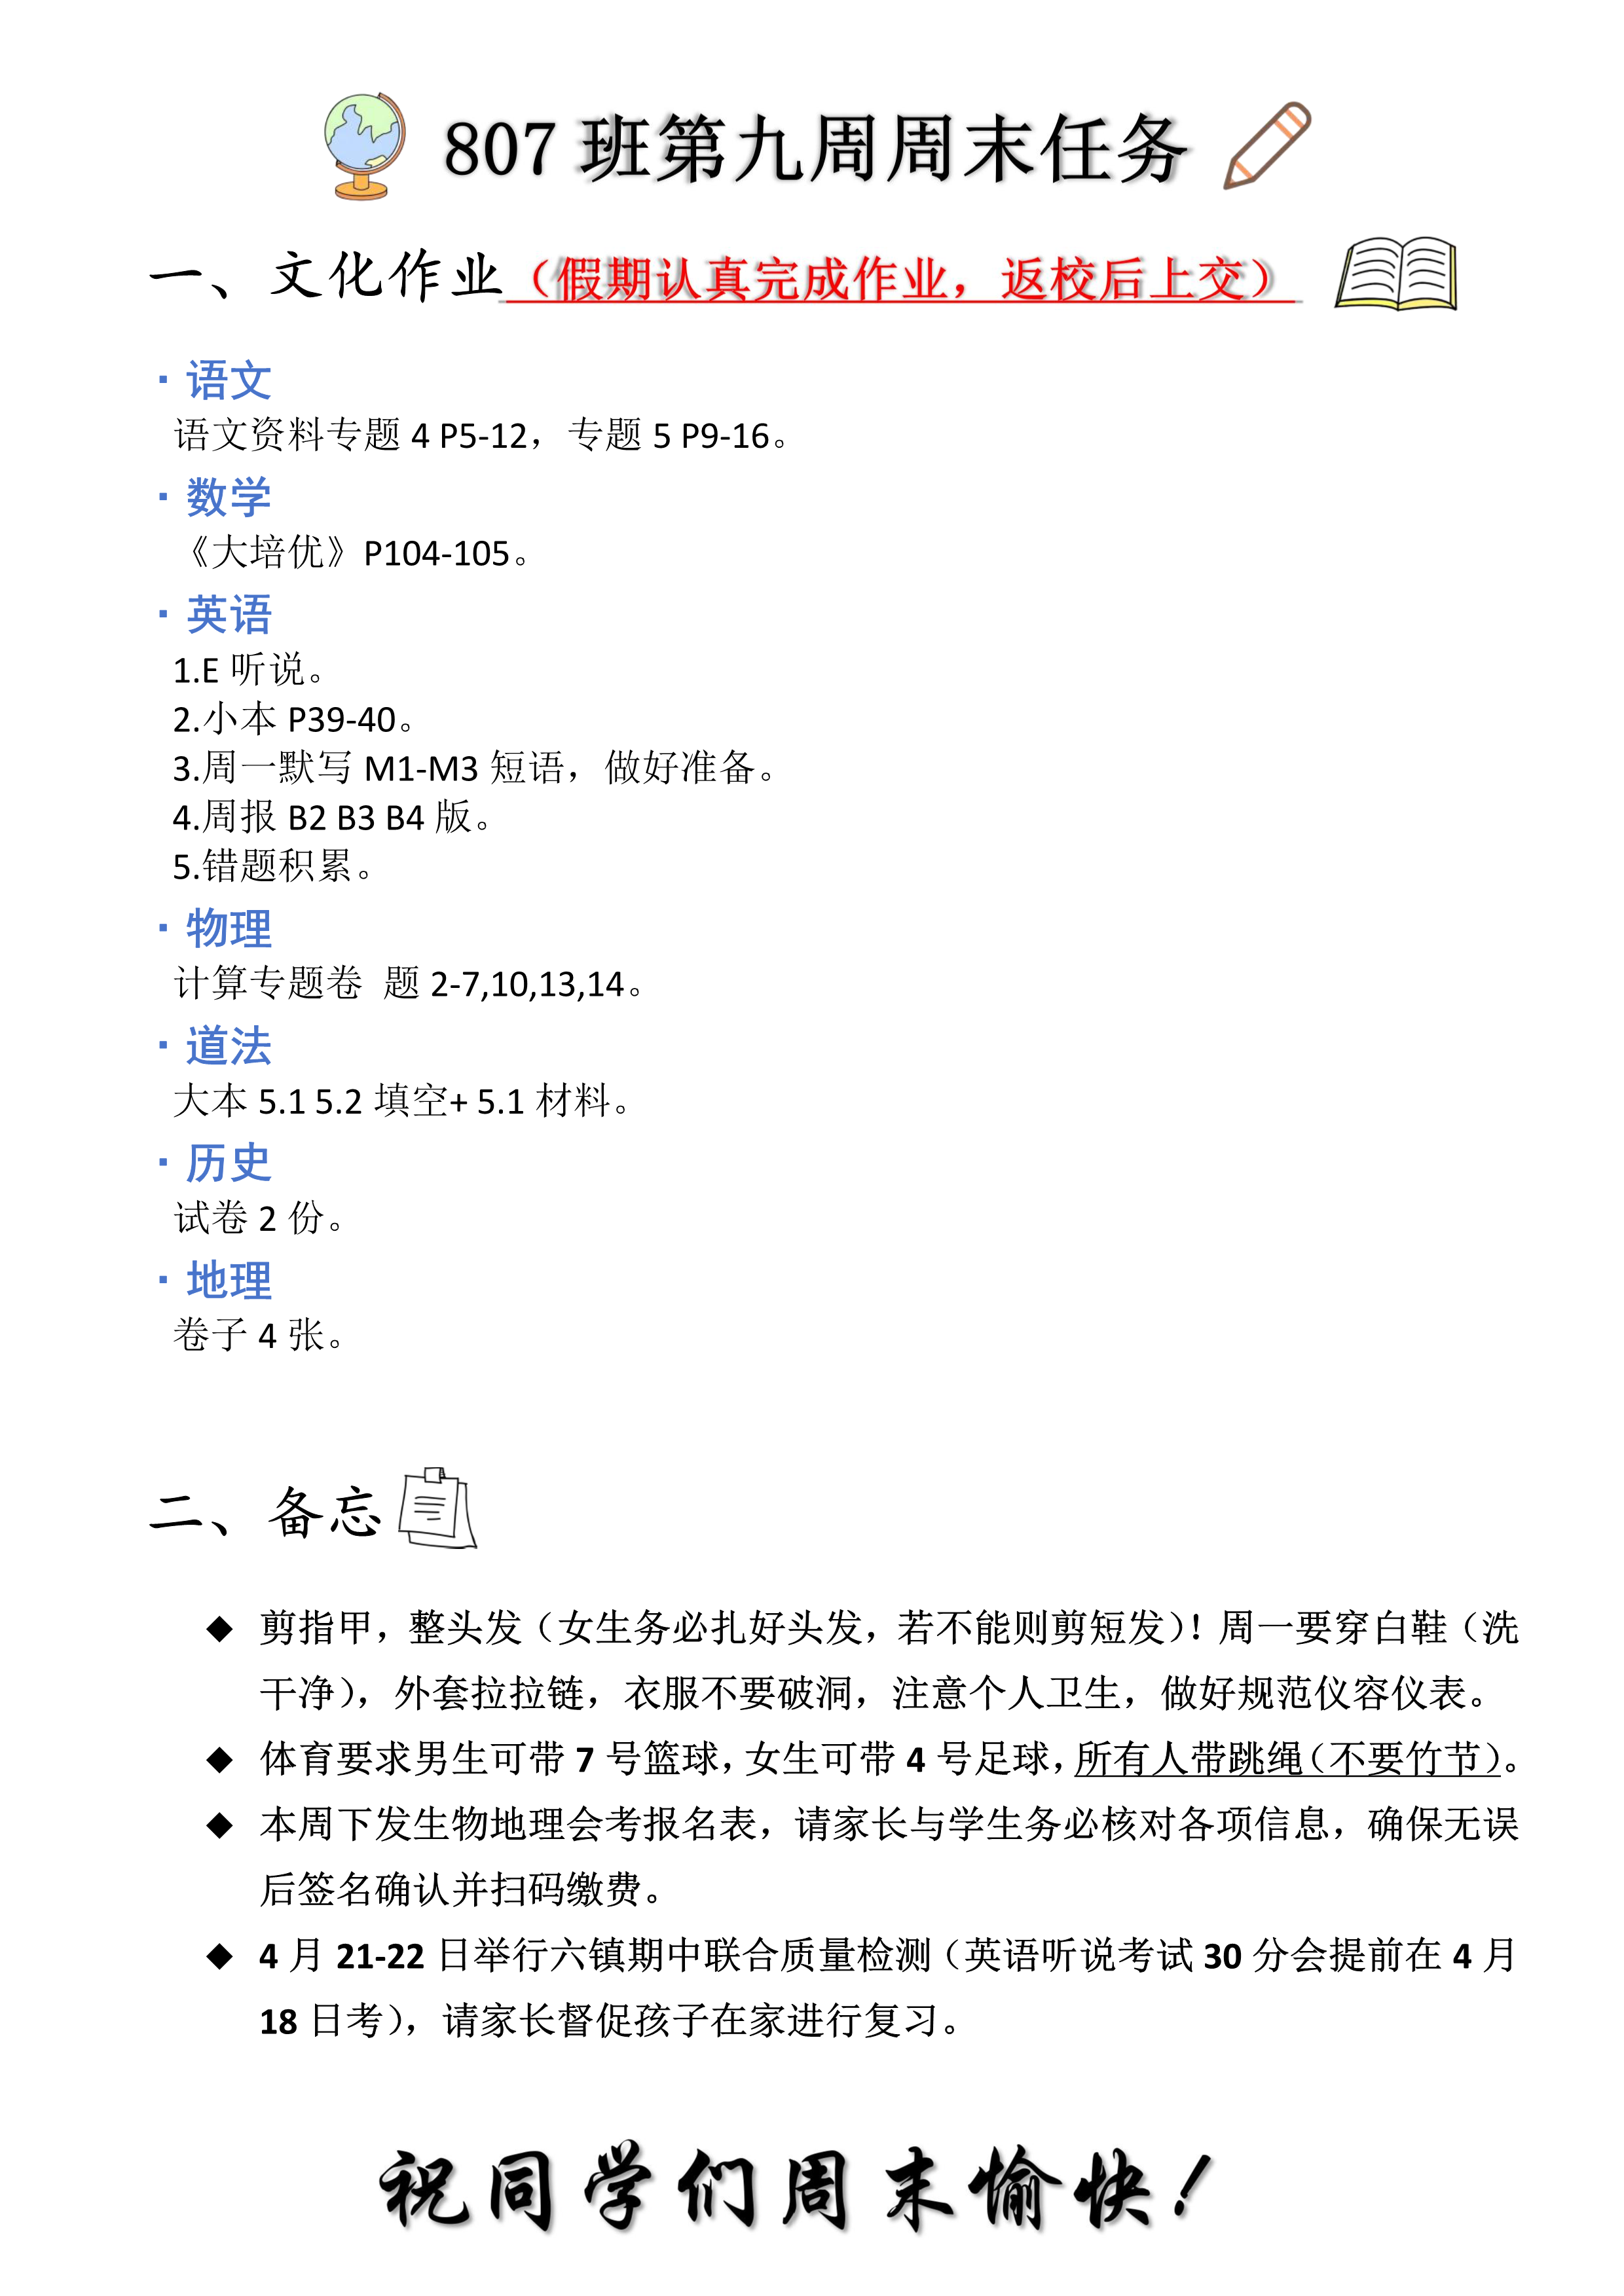 807 班第九周周末任务
一、文化作业（假期认真完成作业，返校后上交）
· 语文
语文资料专题 4 P5-12，专题 5 P9-16。
· 数学
《大培优》P104-105。
· 英语
1.E 听说。
2.小本 P39-40。
3.周一默写 M1-M3 短语，做好准备。
4.周报 B2 B3 B4 版。
5.错题积累。
· 物理
计算专题卷 题 2-7,10,13,14。
· 道法
大本 5.1 5.2 填空+ 5.1 材料。
· 历史
试卷 2 份。
· 地理
卷子 4 张。
二、备忘
◆ 剪指甲，整头发（女生务必扎好头发，若不能则剪短发）！周一要穿白鞋（洗
干净），外套拉拉链，衣服不要破洞，注意个人卫生，做好规范仪容仪表。
◆ 体育要求男生可带 7 号篮球，女生可带 4 号足球，所有人带跳绳（不要竹节）。
◆ 本周下发生物地理会考报名表，请家长与学生务必核对各项信息，确保无误
后签名确认并扫码缴费。
◆ 4 月 21-22 日举行六镇期中联合质量检测（英语听说考试 30 分会提前在 4 月
18 日考），请家长督促孩子在家进行复习。
祝同学们周末愉快！